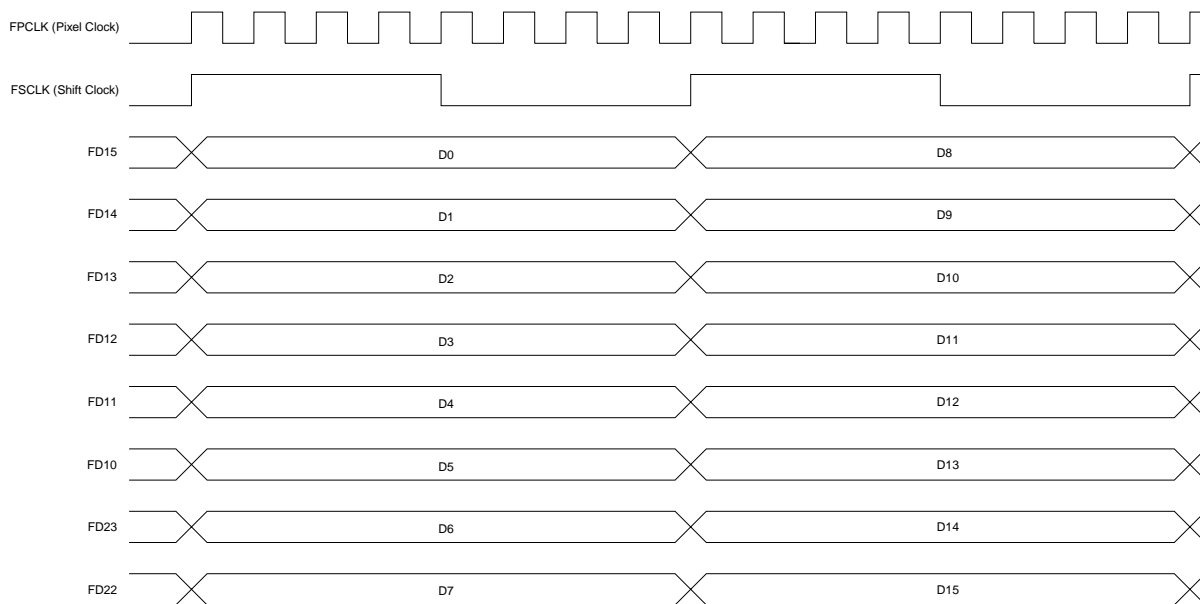 FPCLK (Pixel Clock)
FSCLK (Shift Clock)
FD15 D0 D8
FD14 D1 D9
FD13 D2 D10
FD12 D3 D11
FD11 D4 D12
FD10 D5 D13
FD23 D6 D14
FD22 D7 D15